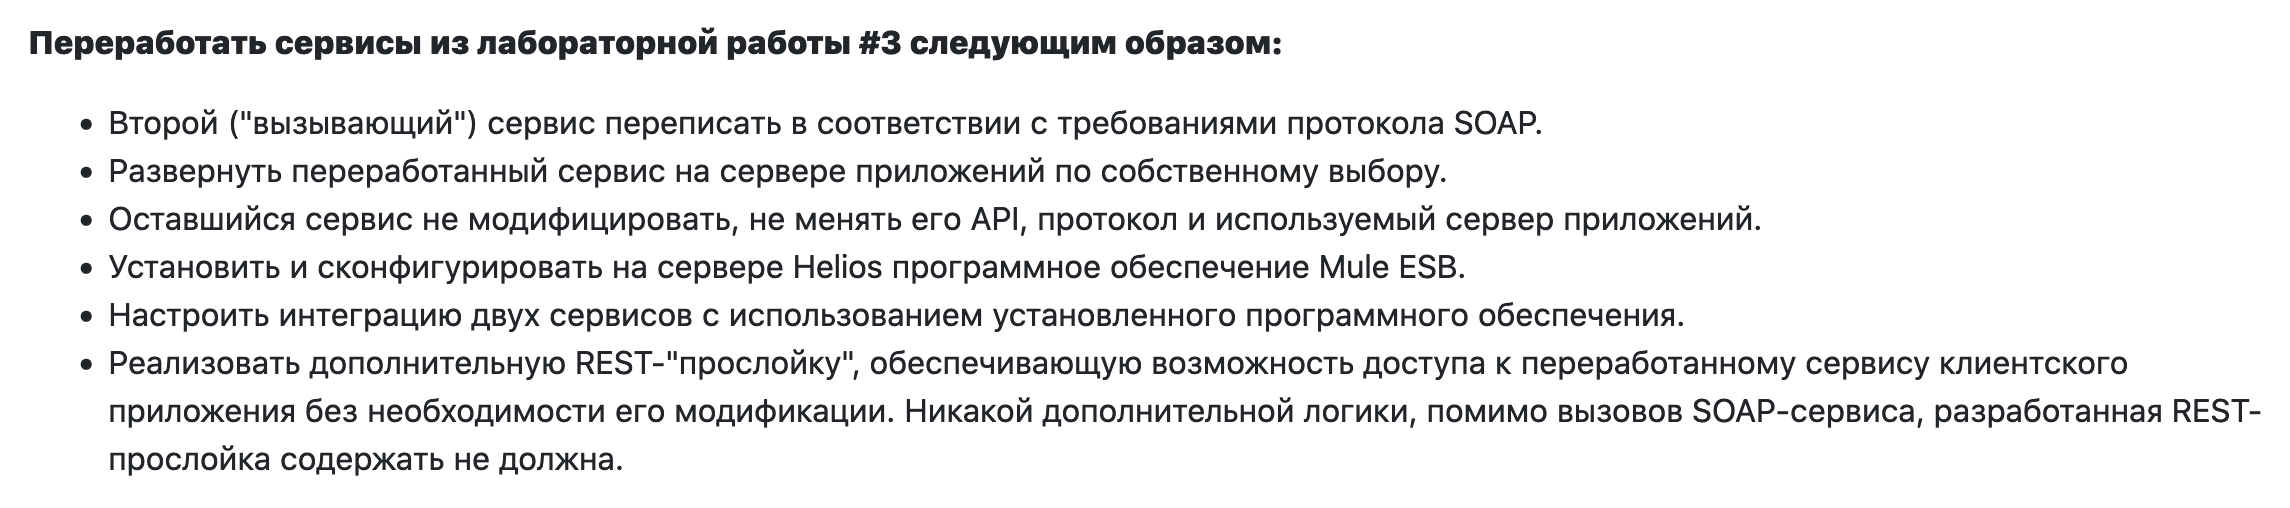 Переработать сервисы из лабораторной работы #3 следующим образом:
• Второй ("вызывающий") сервис переписать в соответствии с требованиями протокола SOAP.
• Развернуть переработанный сервис на сервере приложений по собственному выбору.
• Оставшийся сервис не модифицировать, не менять его API, протокол и используемый сервер приложений.
• Установить и сконфигурировать на сервере Helios программное обеспечение Mule ESB.
• Настроить интеграцию двух сервисов с использованием установленного программного обеспечения.
• Реализовать дополнительную REST-"прослойку", обеспечивающую возможность доступа к переработанному сервису клиентского
приложения без необходимости его модификации. Никакой дополнительной логики, помимо вызовов SOAP-сервиса, разработанная REST-
прослойка содержать не должна.